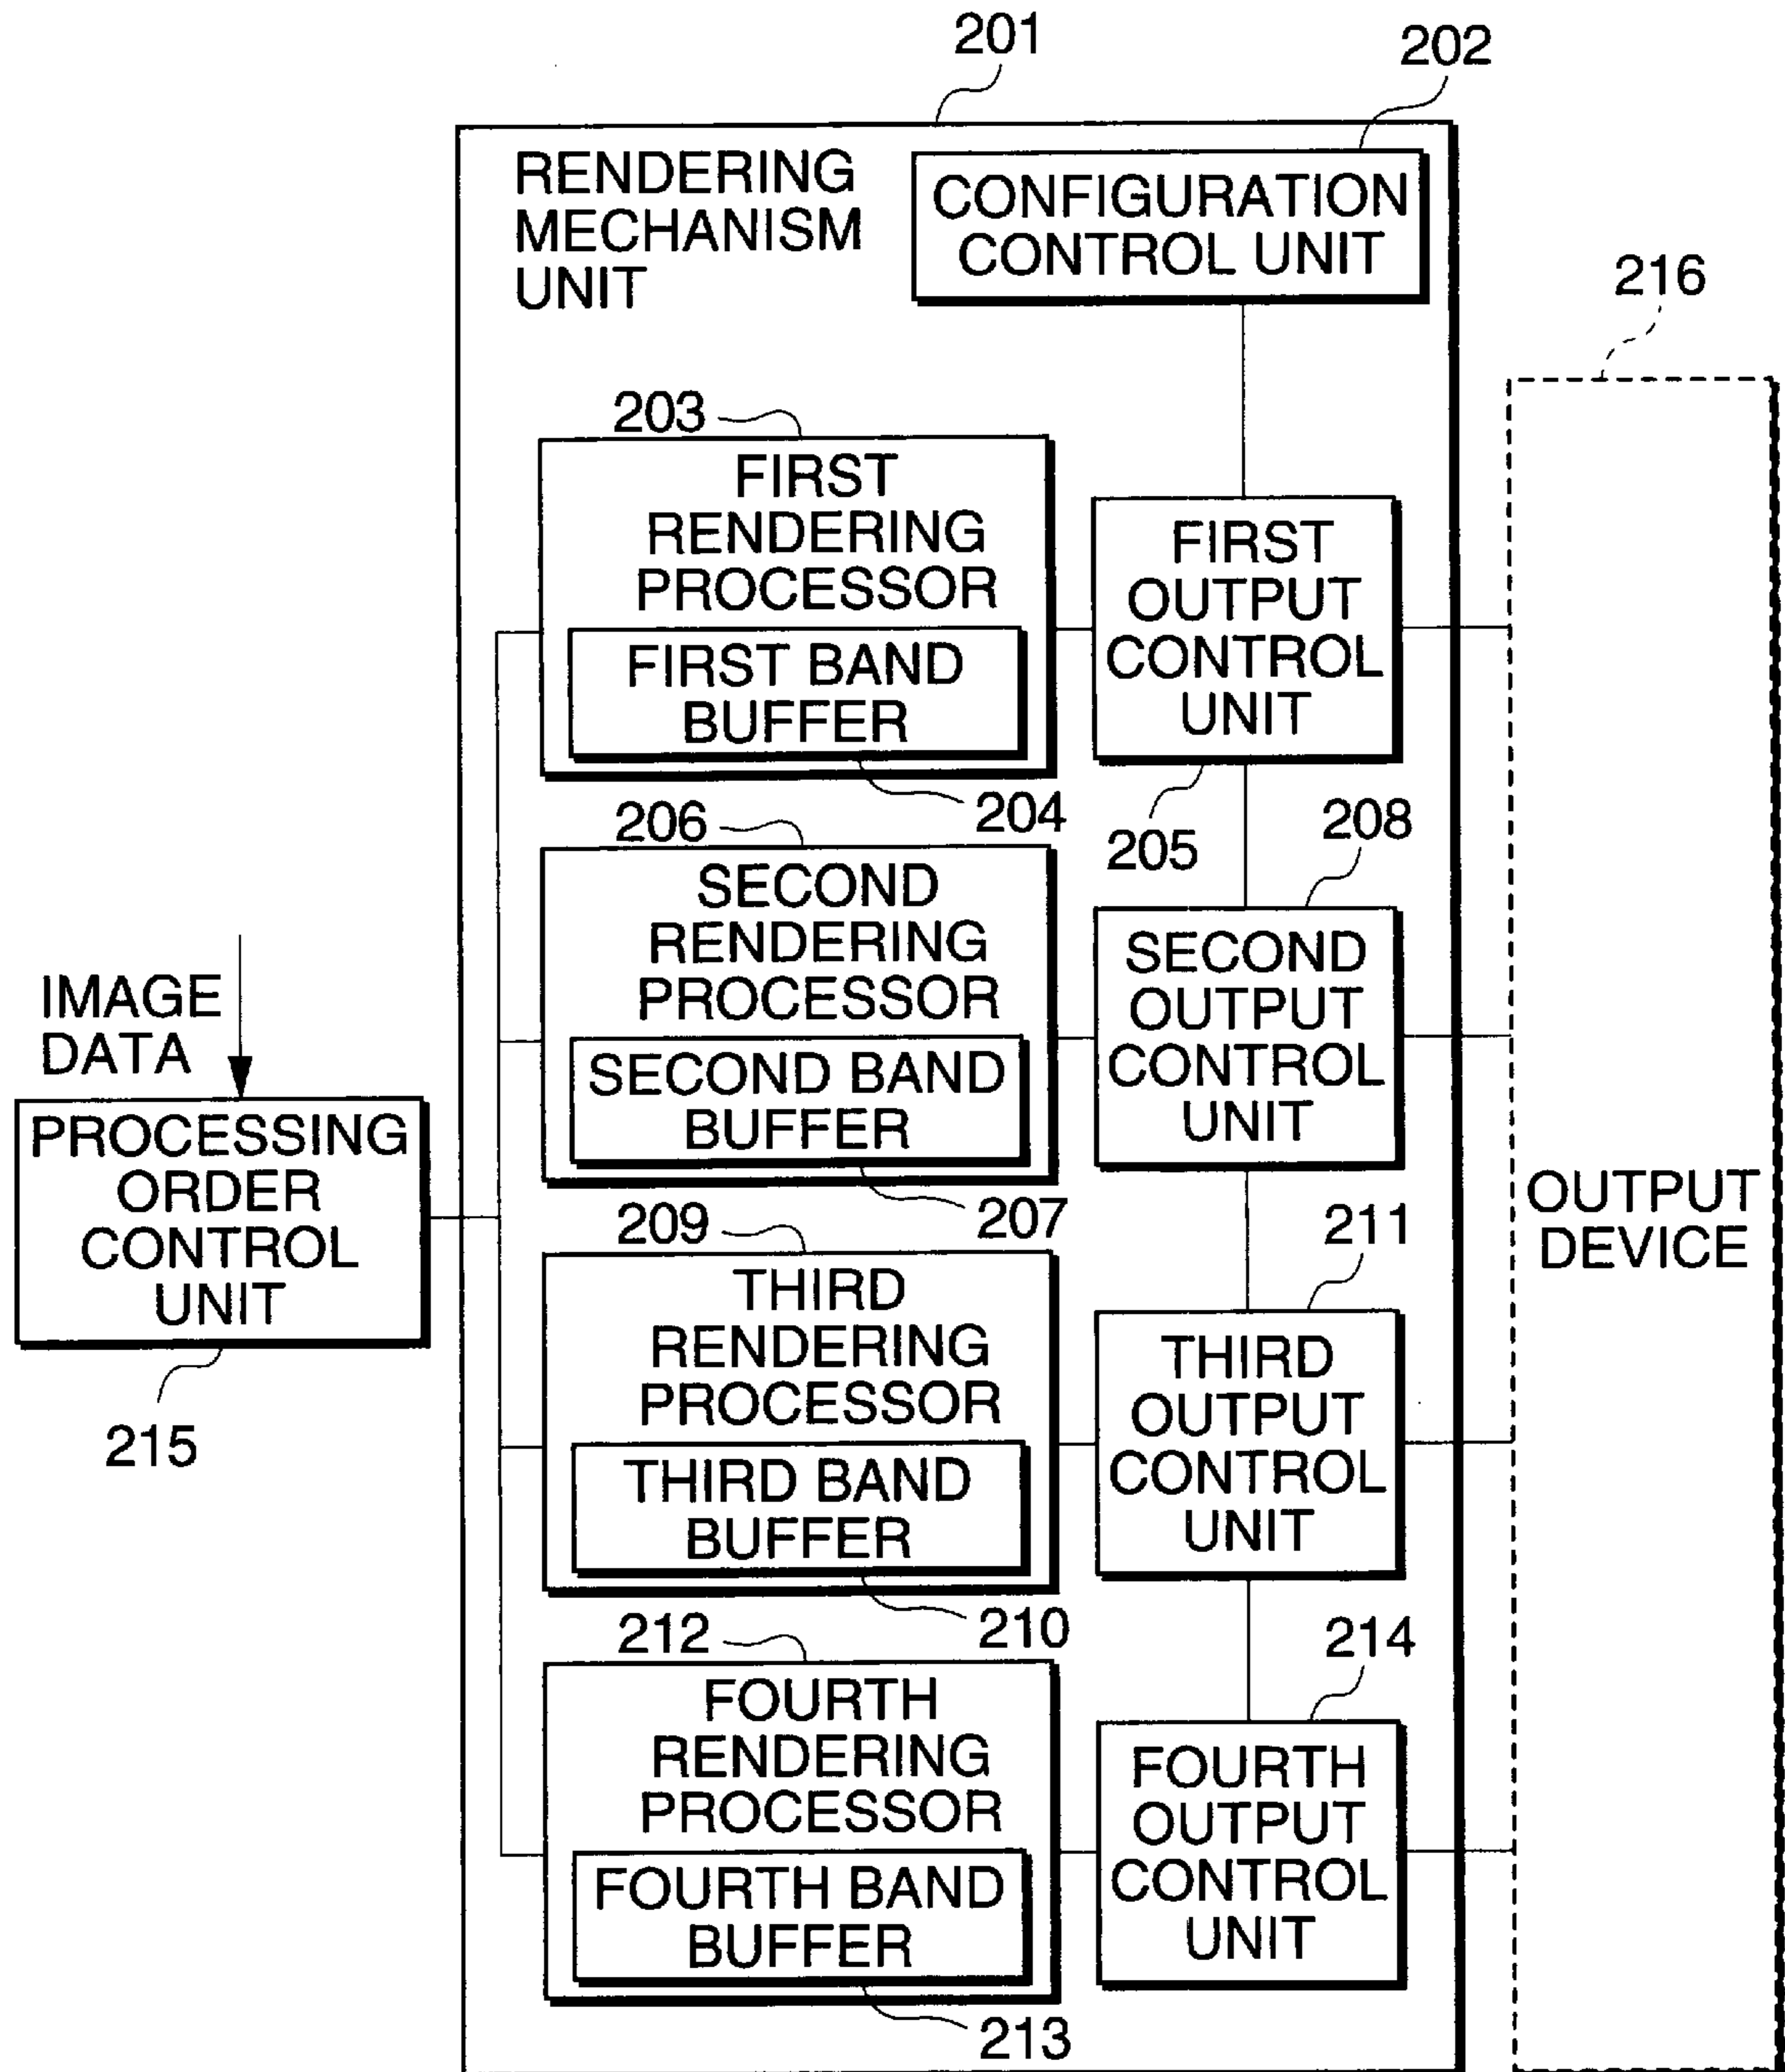 201
202
RENDERING
MECHANISM
UNIT
CONFIGURATION
CONTROL UNIT
216
203
FIRST
RENDERING
PROCESSOR
FIRST BAND
BUFFER
204
FIRST
OUTPUT
CONTROL
UNIT
205
206
SECOND
RENDERING
PROCESSOR
SECOND BAND
BUFFER
207
208
SECOND
OUTPUT
CONTROL
UNIT
IMAGE
DATA
PROCESSING
ORDER
CONTROL
UNIT
215
OUTPUT
DEVICE
209
THIRD
RENDERING
PROCESSOR
THIRD BAND
BUFFER
210
211
THIRD
OUTPUT
CONTROL
UNIT
212
FOURTH
RENDERING
PROCESSOR
FOURTH BAND
BUFFER
213
214
FOURTH
OUTPUT
CONTROL
UNIT